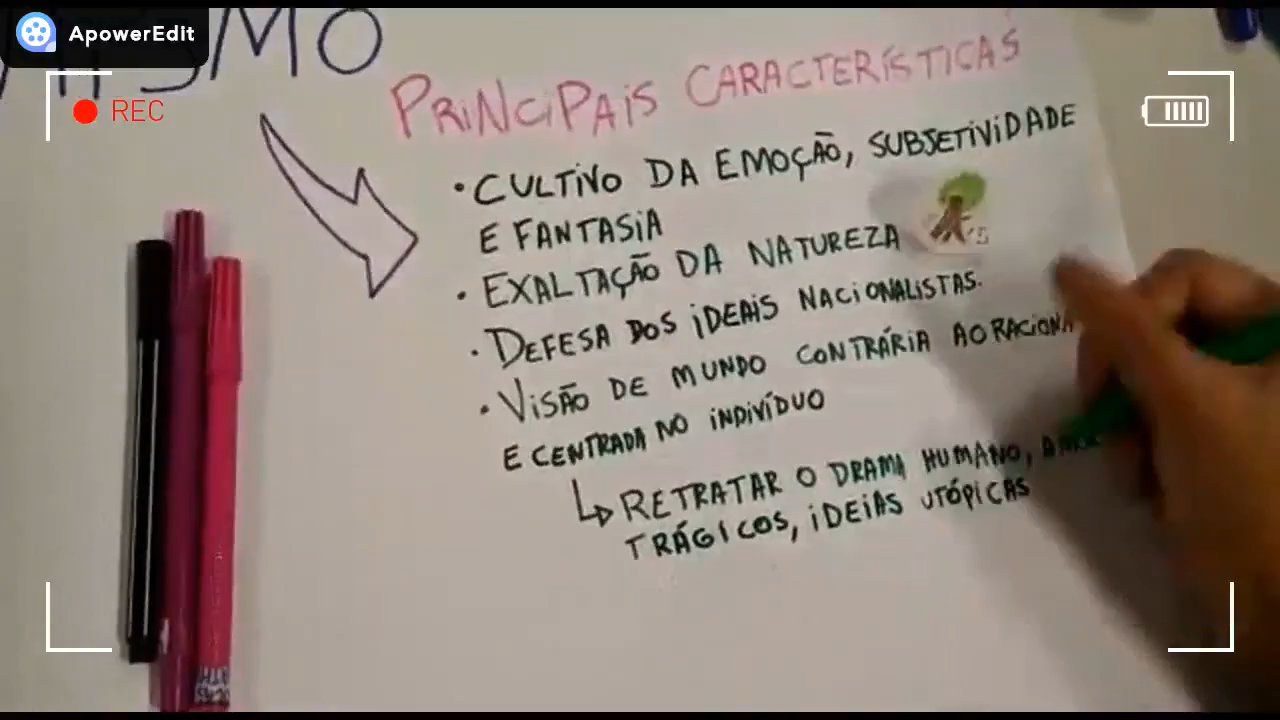 ApowerEdit
REC
PRINCIPAIS CARACTERÍSTICAS
• CULTIVO DA EMOÇÃO, SUBJETIVIDADE
E FANTASIA
• EXALTAÇÃO DA NATUREZA
• DEFESA DOS IDEAIS NACIONALISTAS.
• VISÃO DE MUNDO CONTRÁRIA AO
E CENTRADA NO INDIVÍDUO
↳ RETRATAR O DRAMA HUMANO,
TRÁGICOS, IDEIAS UTÓPICAS